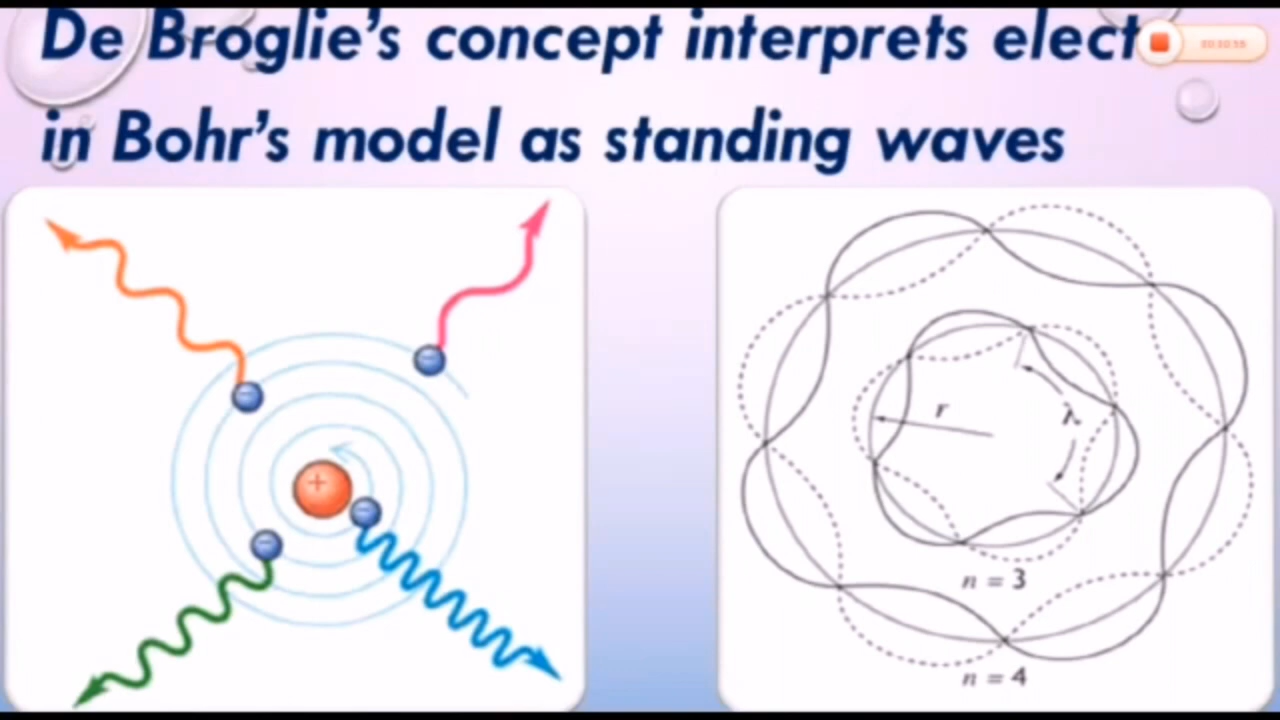 De Broglie's concept interprets elect
in Bohr's model as standing waves
+
r
λ
n = 3
n = 4